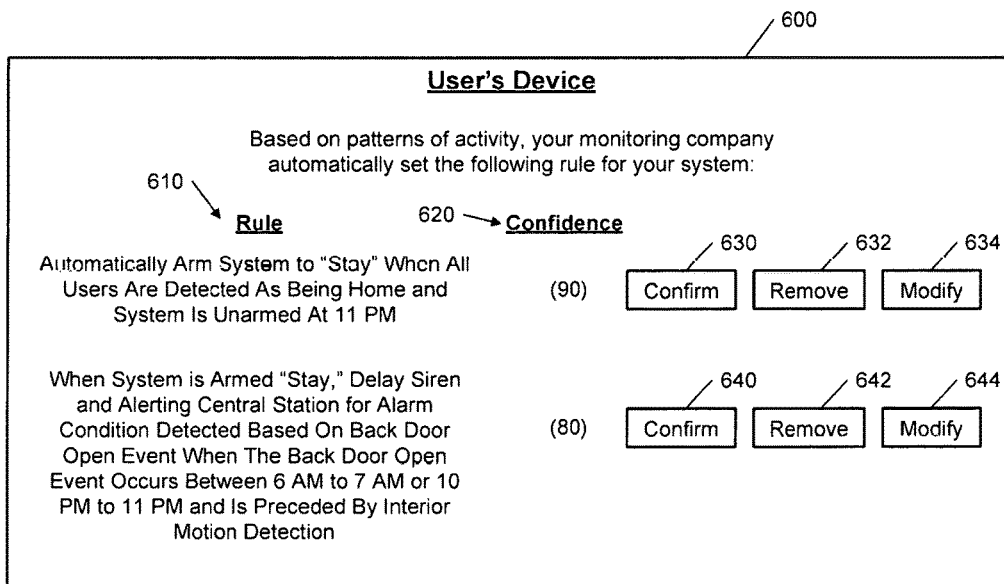 600
User's Device
Based on patterns of activity, your monitoring company
automatically set the following rule for your system:
610
620
Rule
Confidence
630
632
634
Automatically Arm System to "Stay" When All
Users Are Detected As Being Home and
System Is Unarmed At 11 PM
(90)
Confirm
Remove
Modify
640
642
644
When System is Armed "Stay," Delay Siren
and Alerting Central Station for Alarm
Condition Detected Based On Back Door
Open Event When The Back Door Open
Event Occurs Between 6 AM to 7 AM or 10
PM to 11 PM and Is Preceded By Interior
Motion Detection
(80)
Confirm
Remove
Modify